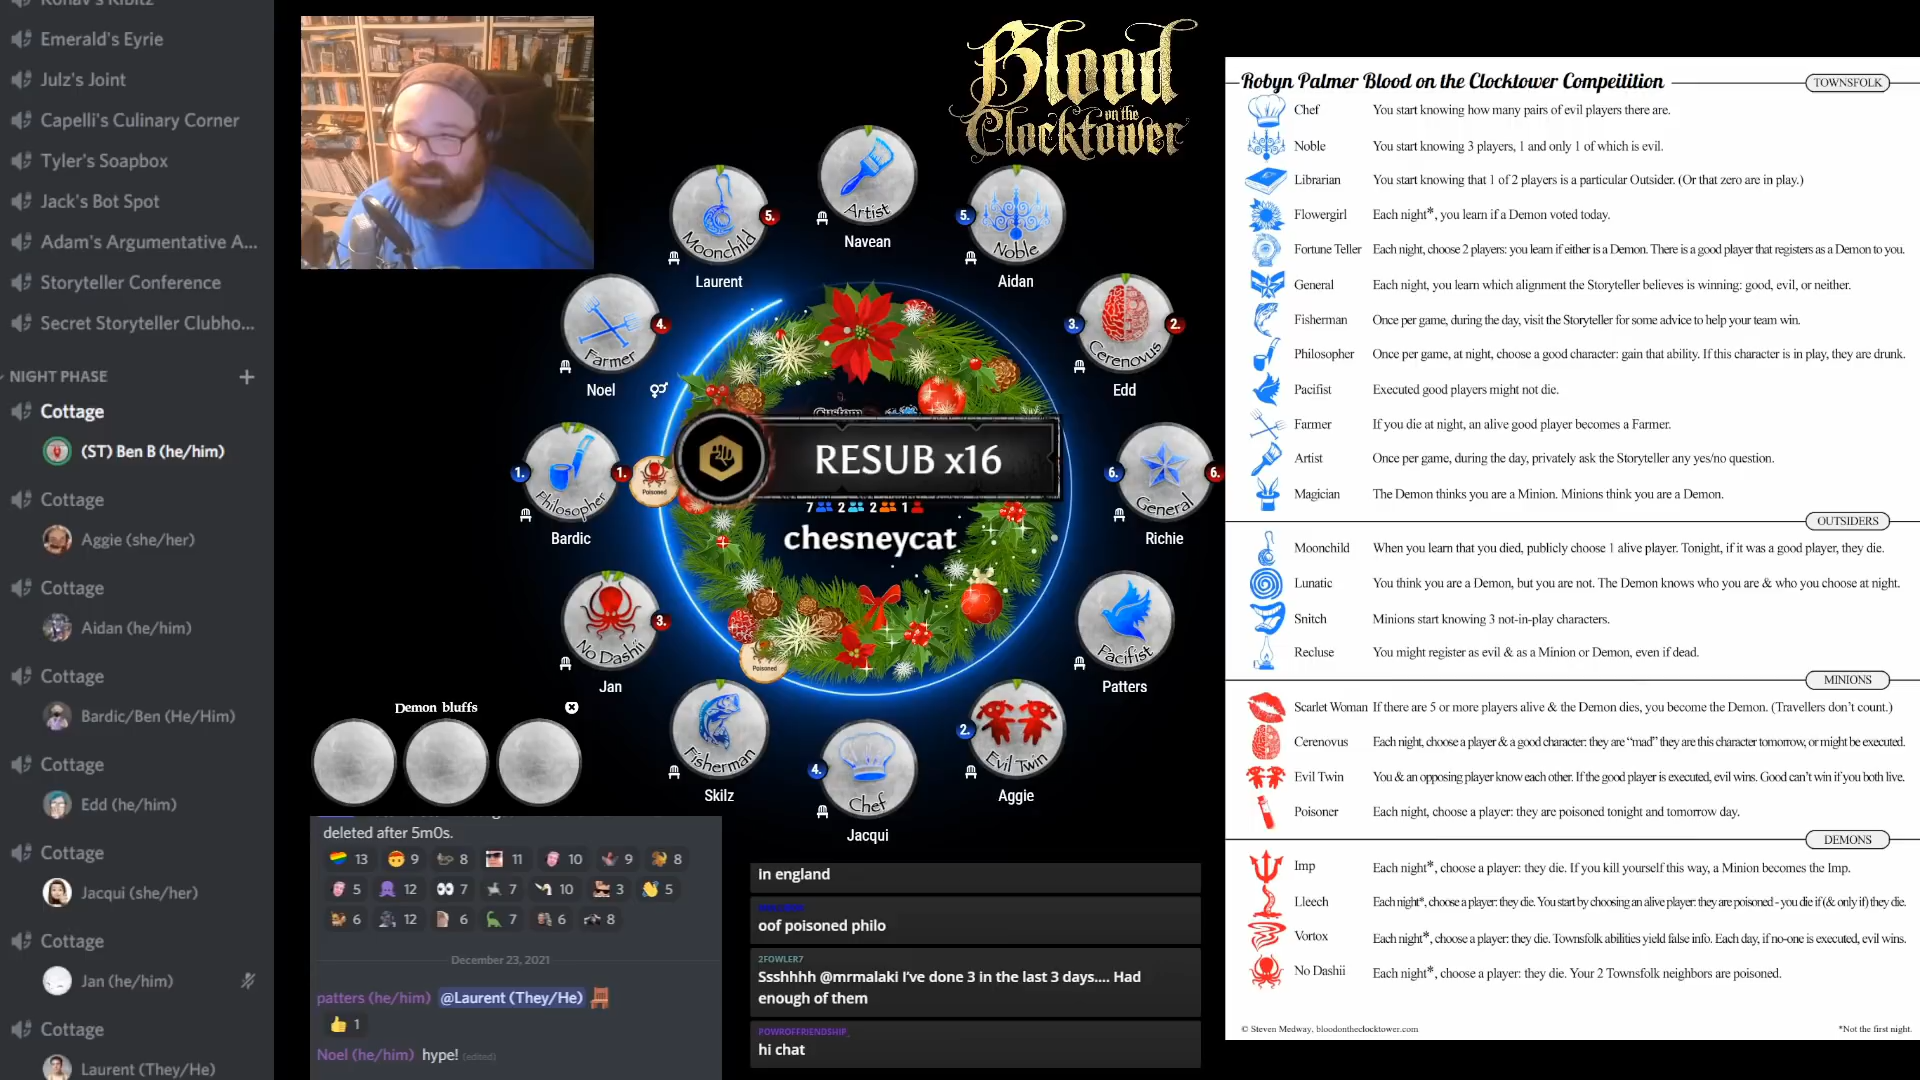 Ronav's Kibitz
Emerald's Eyrie
Julz's Joint
Capelli's Culinary Corner
Tyler's Soapbox
Jack's Bot Spot
Adam's Argumentative A...
Storyteller Conference
Secret Storyteller Clubho...
NIGHT PHASE +
Cottage
(ST) Ben B (he/him)
Cottage
Aggie (she/her)
Cottage
Aidan (he/him)
Cottage
Bardic/Ben (He/Him)
Cottage
Edd (he/him)
Cottage
Jacqui (she/her)
Cottage
Jan (he/him)
Cottage
Laurent (They/He)
Blood
on the
Clocktower
Artist
Navean
Noble
5.
Aidan
Cerenovus
3.
2.
Edd
General
6.
6.
Richie
Pacifist
Patters
Evil Twin
2.
Aggie
Chef
4.
Jacqui
Fisherman
Skilz
No Dashii
3.
Jan
Philosopher
1.
1.
Bardic
Farmer
4.
Noel
Moonchild
5.
Laurent
Poisoned
Poisoned
Custom
RESUB x16
7 2 2 1
chesneycat
Demon bluffs
deleted after 5m0s.
13 9 8 11 10 9 8
5 12 7 7 10 3 5
6 12 6 7 6 8
December 23, 2021
patters (he/him) @Laurent (They/He)
1
Noel (he/him) hype! (edited)
in england
oof poisoned philo
2FOWLER7
Ssshhhh @mrmalaki I've done 3 in the last 3 days.... Had
enough of them
POWROFFRIENDSHIP_
hi chat
Robyn Palmer Blood on the Clocktower Compeitition
TOWNSFOLK
Chef You start knowing how many pairs of evil players there are.
Noble You start knowing 3 players, 1 and only 1 of which is evil.
Librarian You start knowing that 1 of 2 players is a particular Outsider. (Or that zero are in play.)
Flowergirl Each night*, you learn if a Demon voted today.
Fortune Teller Each night, choose 2 players: you learn if either is a Demon. There is a good player that registers as a Demon to you.
General Each night, you learn which alignment the Storyteller believes is winning: good, evil, or neither.
Fisherman Once per game, during the day, visit the Storyteller for some advice to help your team win.
Philosopher Once per game, at night, choose a good character: gain that ability. If this character is in play, they are drunk.
Pacifist Executed good players might not die.
Farmer If you die at night, an alive good player becomes a Farmer.
Artist Once per game, during the day, privately ask the Storyteller any yes/no question.
Magician The Demon thinks you are a Minion. Minions think you are a Demon.
OUTSIDERS
Moonchild When you learn that you died, publicly choose 1 alive player. Tonight, if it was a good player, they die.
Lunatic You think you are a Demon, but you are not. The Demon knows who you are & who you choose at night.
Snitch Minions start knowing 3 not-in-play characters.
Recluse You might register as evil & as a Minion or Demon, even if dead.
MINIONS
Scarlet Woman If there are 5 or more players alive & the Demon dies, you become the Demon. (Travellers don't count.)
Cerenovus Each night, choose a player & a good character: they are “mad” they are this character tomorrow, or might be executed.
Evil Twin You & an opposing player know each other. If the good player is executed, evil wins. Good can't win if you both live.
Poisoner Each night, choose a player: they are poisoned tonight and tomorrow day.
DEMONS
Imp Each night*, choose a player: they die. If you kill yourself this way, a Minion becomes the Imp.
Lleech Each night*, choose a player: they die. You start by choosing an alive player: they are poisoned - you die if (& only if) they die.
Vortox Each night*, choose a player: they die. Townsfolk abilities yield false info. Each day, if no-one is executed, evil wins.
No Dashii Each night*, choose a player: they die. Your 2 Townsfolk neighbors are poisoned.
© Steven Medway, bloodontheclocktower.com
*Not the first night.